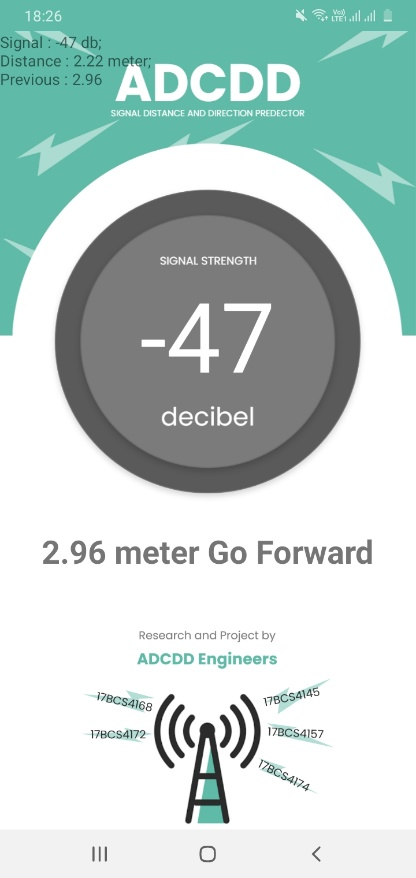 18:26
Vo))
LTE1
Signal : -47 db;
Distance : 2.22 meter;
Previous : 2.96
ADCDD
SIGNAL DISTANCE AND DIRECTION PREDECTOR
SIGNAL STRENGTH
-47
decibel
2.96 meter Go Forward
Research and Project by
ADCDD Engineers
17BCS4168
17BCS4145
17BCS4172
17BCS4157
17BCS4174